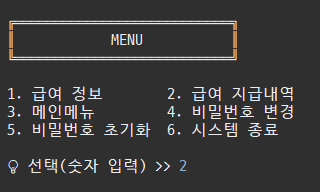 MENU
1. 급여 정보 2. 급여 지급내역
3. 메인메뉴 4. 비밀번호 변경
5. 비밀번호 초기화 6. 시스템 종료
선택(숫자 입력) >> 2